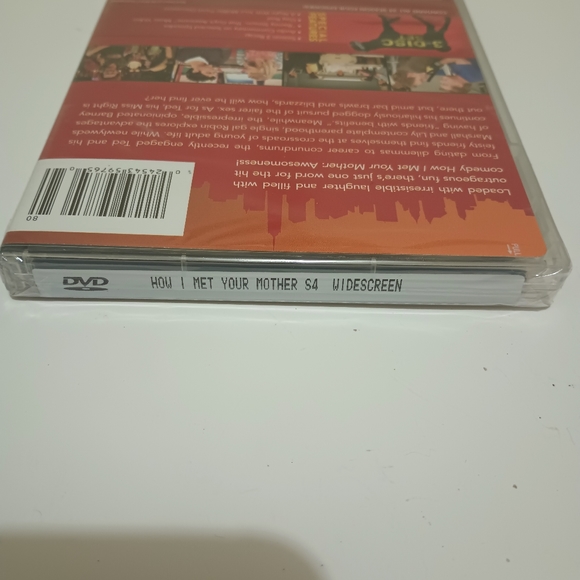 DVD
HOW I MET YOUR MOTHER S4 WIDESCREEN
Loaded with irresistible laughter and filled with
outrageous fun, there's just one word for the hit
comedy How I Met Your Mother: Awesomeness!
From dating dilemmas to career conundrums, the recently engaged Ted and his
feisty friends find themselves at the crossroads of young adult life. While newlyweds
Marshall and Lily contemplate parenthood, single gal Robin explores the advantages
of having "friends with benefits." Meanwhile, the irrepressible, opinionated Barney
continues his hilariously dogged pursuit of the fairer sex. As for Ted, Miss Right is
out there, but amid bar brawls and blizzards, how will he ever find her?
3-DISC
SPECIAL
FEATURES
80